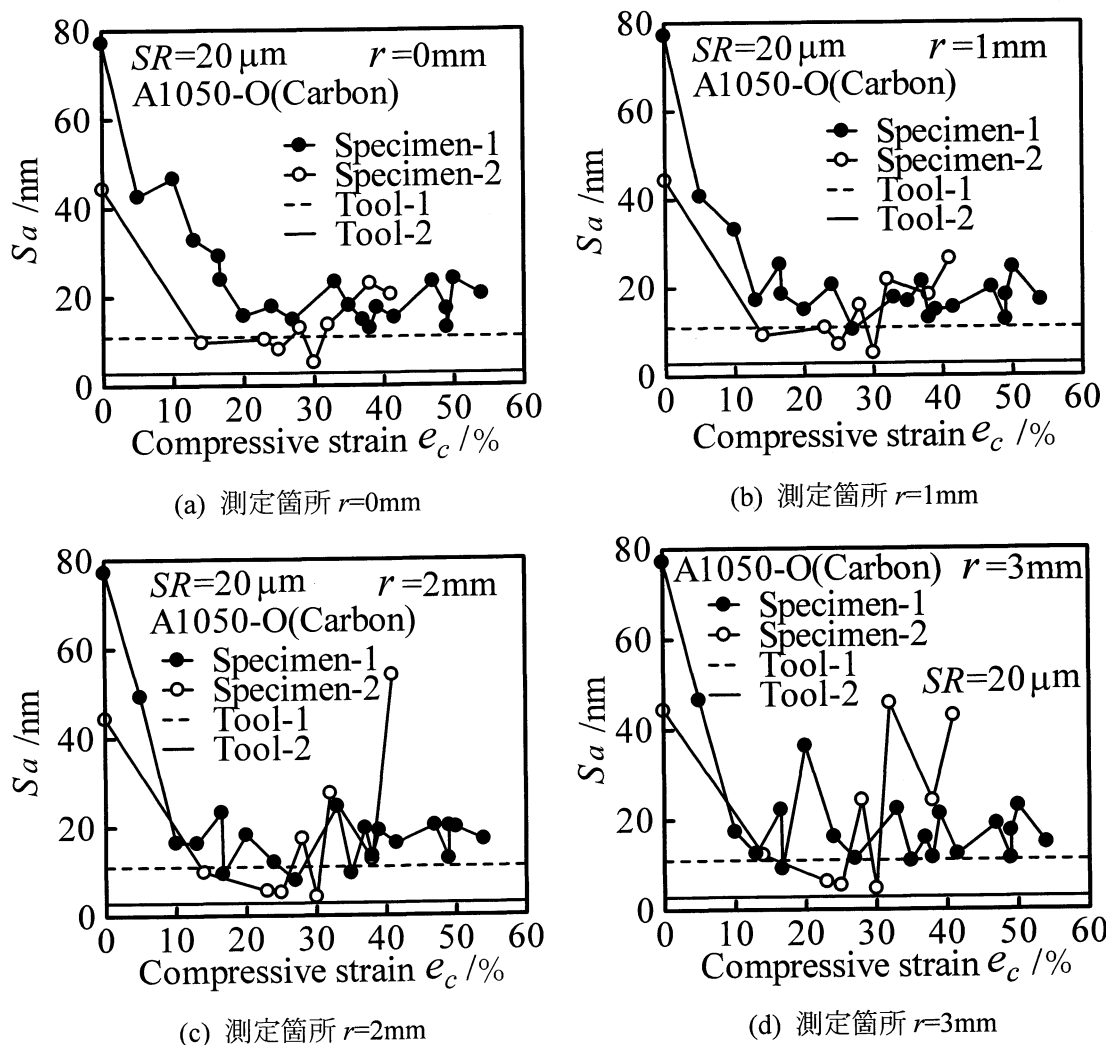 80
60
40
20
0
Sa /nm
SR=20 μm r=0mm
A1050-O(Carbon)
Specimen-1
Specimen-2
Tool-1
Tool-2
0 10 20 30 40 50 60
Compressive strain ec /%
(a) 測定箇所 r=0mm
80
60
40
20
0
Sa /nm
SR=20 μm r=1mm
A1050-O(Carbon)
Specimen-1
Specimen-2
Tool-1
Tool-2
0 10 20 30 40 50 60
Compressive strain ec /%
(b) 測定箇所 r=1mm
80
60
40
20
0
Sa /nm
SR=20 μm r=2mm
A1050-O(Carbon)
Specimen-1
Specimen-2
Tool-1
Tool-2
0 10 20 30 40 50 60
Compressive strain ec /%
(c) 測定箇所 r=2mm
80
60
40
20
0
Sa /nm
A1050-O(Carbon) r=3mm
Specimen-1
Specimen-2
Tool-1
Tool-2
SR=20 μm
0 10 20 30 40 50 60
Compressive strain ec /%
(d) 測定箇所 r=3mm